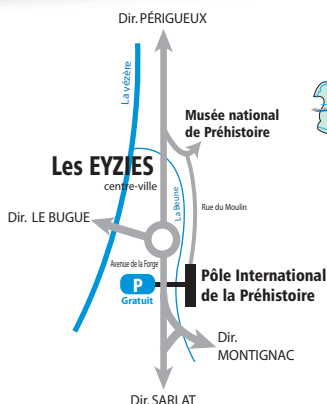 Dir. PÉRIGUEUX
La vézère
Musée national
de Préhistoire
Les EYZIES
centre-ville
La Beune
Rue du Moulin
Dir. LE BUGUE
Avenue de la Forge
P
Gratuit
Pôle International
de la Préhistoire
Dir.
MONTIGNAC
Dir. SARLAT